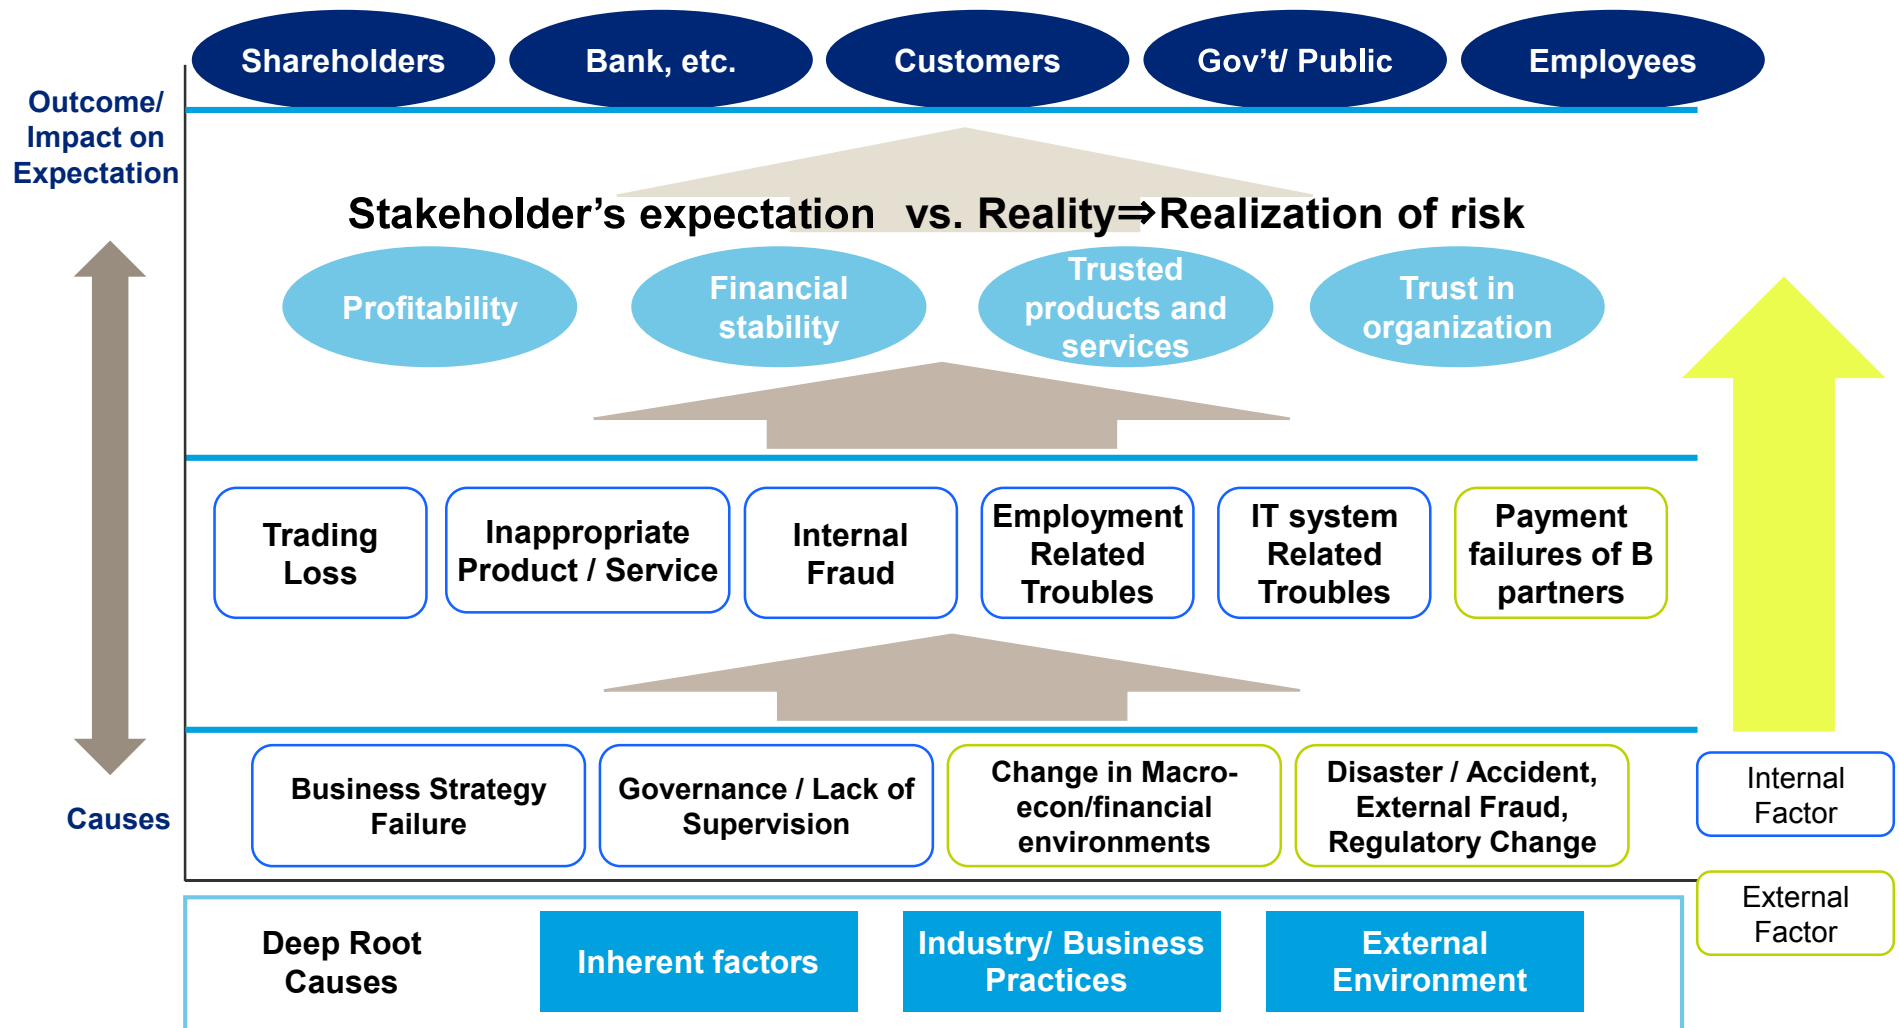 Shareholders
Bank, etc.
Customers
Gov’t/ Public
Employees
Outcome/
Impact on
Expectation
Stakeholder’s expectation vs. Reality⇒Realization of risk
Profitability
Financial
stability
Trusted
products and
services
Trust in
organization
Trading
Loss
Inappropriate
Product / Service
Internal
Fraud
Employment
Related
Troubles
IT system
Related
Troubles
Payment
failures of B
partners
Causes
Business Strategy
Failure
Governance / Lack of
Supervision
Change in Macro-
econ/financial
environments
Disaster / Accident,
External Fraud,
Regulatory Change
Internal
Factor
External
Factor
Deep Root
Causes
Inherent factors
Industry/ Business
Practices
External
Environment